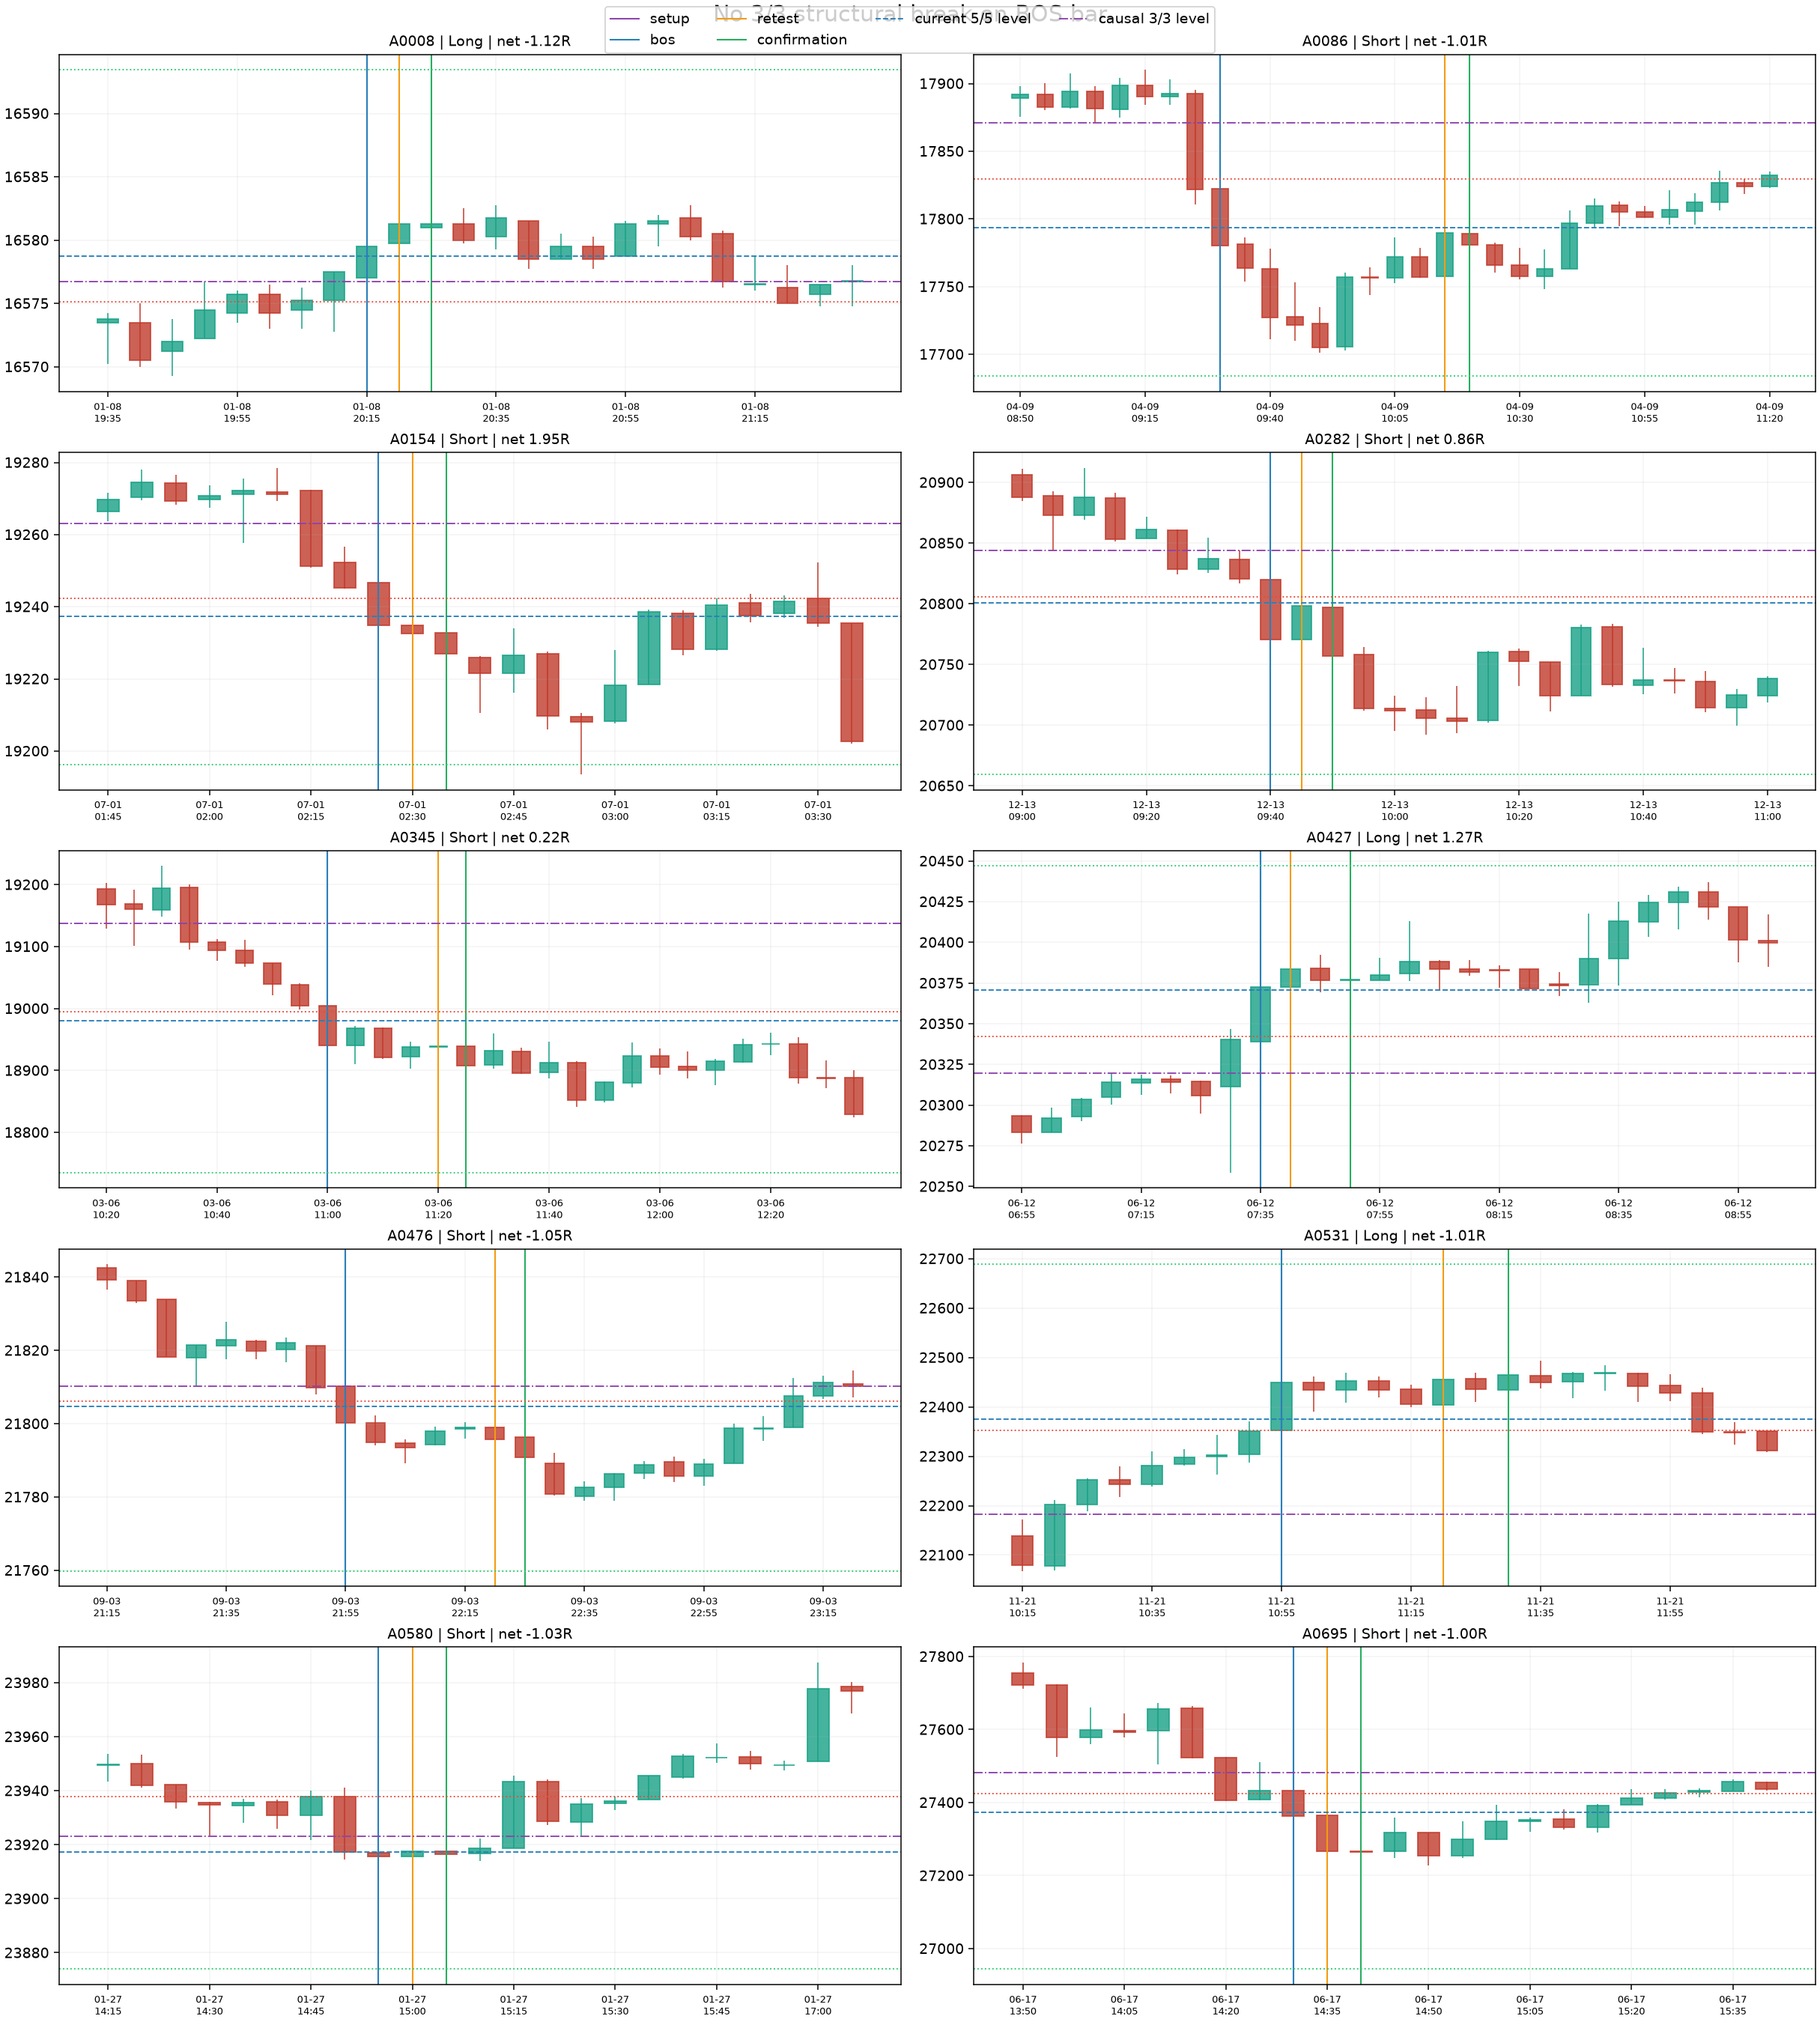 No 3/3 structural break on BOS bar
setup retest current 5/5 level causal 3/3 level
bos confirmation
A0008 | Long | net -1.12R
16590
16585
16580
16575
16570
01-08 01-08 01-08 01-08 01-08 01-08
19:35 19:55 20:15 20:35 20:55 21:15
A0086 | Short | net -1.01R
17900
17850
17800
17750
17700
04-09 04-09 04-09 04-09 04-09 04-09 04-09
08:50 09:15 09:40 10:05 10:30 10:55 11:20
A0154 | Short | net 1.95R
19280
19260
19240
19220
19200
07-01 07-01 07-01 07-01 07-01 07-01 07-01 07-01
01:45 02:00 02:15 02:30 02:45 03:00 03:15 03:30
A0282 | Short | net 0.86R
20900
20850
20800
20750
20700
20650
12-13 12-13 12-13 12-13 12-13 12-13 12-13
09:00 09:20 09:40 10:00 10:20 10:40 11:00
A0345 | Short | net 0.22R
19200
19100
19000
18900
18800
03-06 03-06 03-06 03-06 03-06 03-06 03-06
10:20 10:40 11:00 11:20 11:40 12:00 12:20
A0427 | Long | net 1.27R
20450
20425
20400
20375
20350
20325
20300
20275
20250
06-12 06-12 06-12 06-12 06-12 06-12 06-12
06:55 07:15 07:35 07:55 08:15 08:35 08:55
A0476 | Short | net -1.05R
21840
21820
21800
21780
21760
09-03 09-03 09-03 09-03 09-03 09-03 09-03
21:15 21:35 21:55 22:15 22:35 22:55 23:15
A0531 | Long | net -1.01R
22700
22600
22500
22400
22300
22200
22100
11-21 11-21 11-21 11-21 11-21 11-21
10:15 10:35 10:55 11:15 11:35 11:55
A0580 | Short | net -1.03R
23980
23960
23940
23920
23900
23880
01-27 01-27 01-27 01-27 01-27 01-27 01-27 01-27
14:15 14:30 14:45 15:00 15:15 15:30 15:45 17:00
A0695 | Short | net -1.00R
27800
27600
27400
27200
27000
06-17 06-17 06-17 06-17 06-17 06-17 06-17 06-17
13:50 14:05 14:20 14:35 14:50 15:05 15:20 15:35